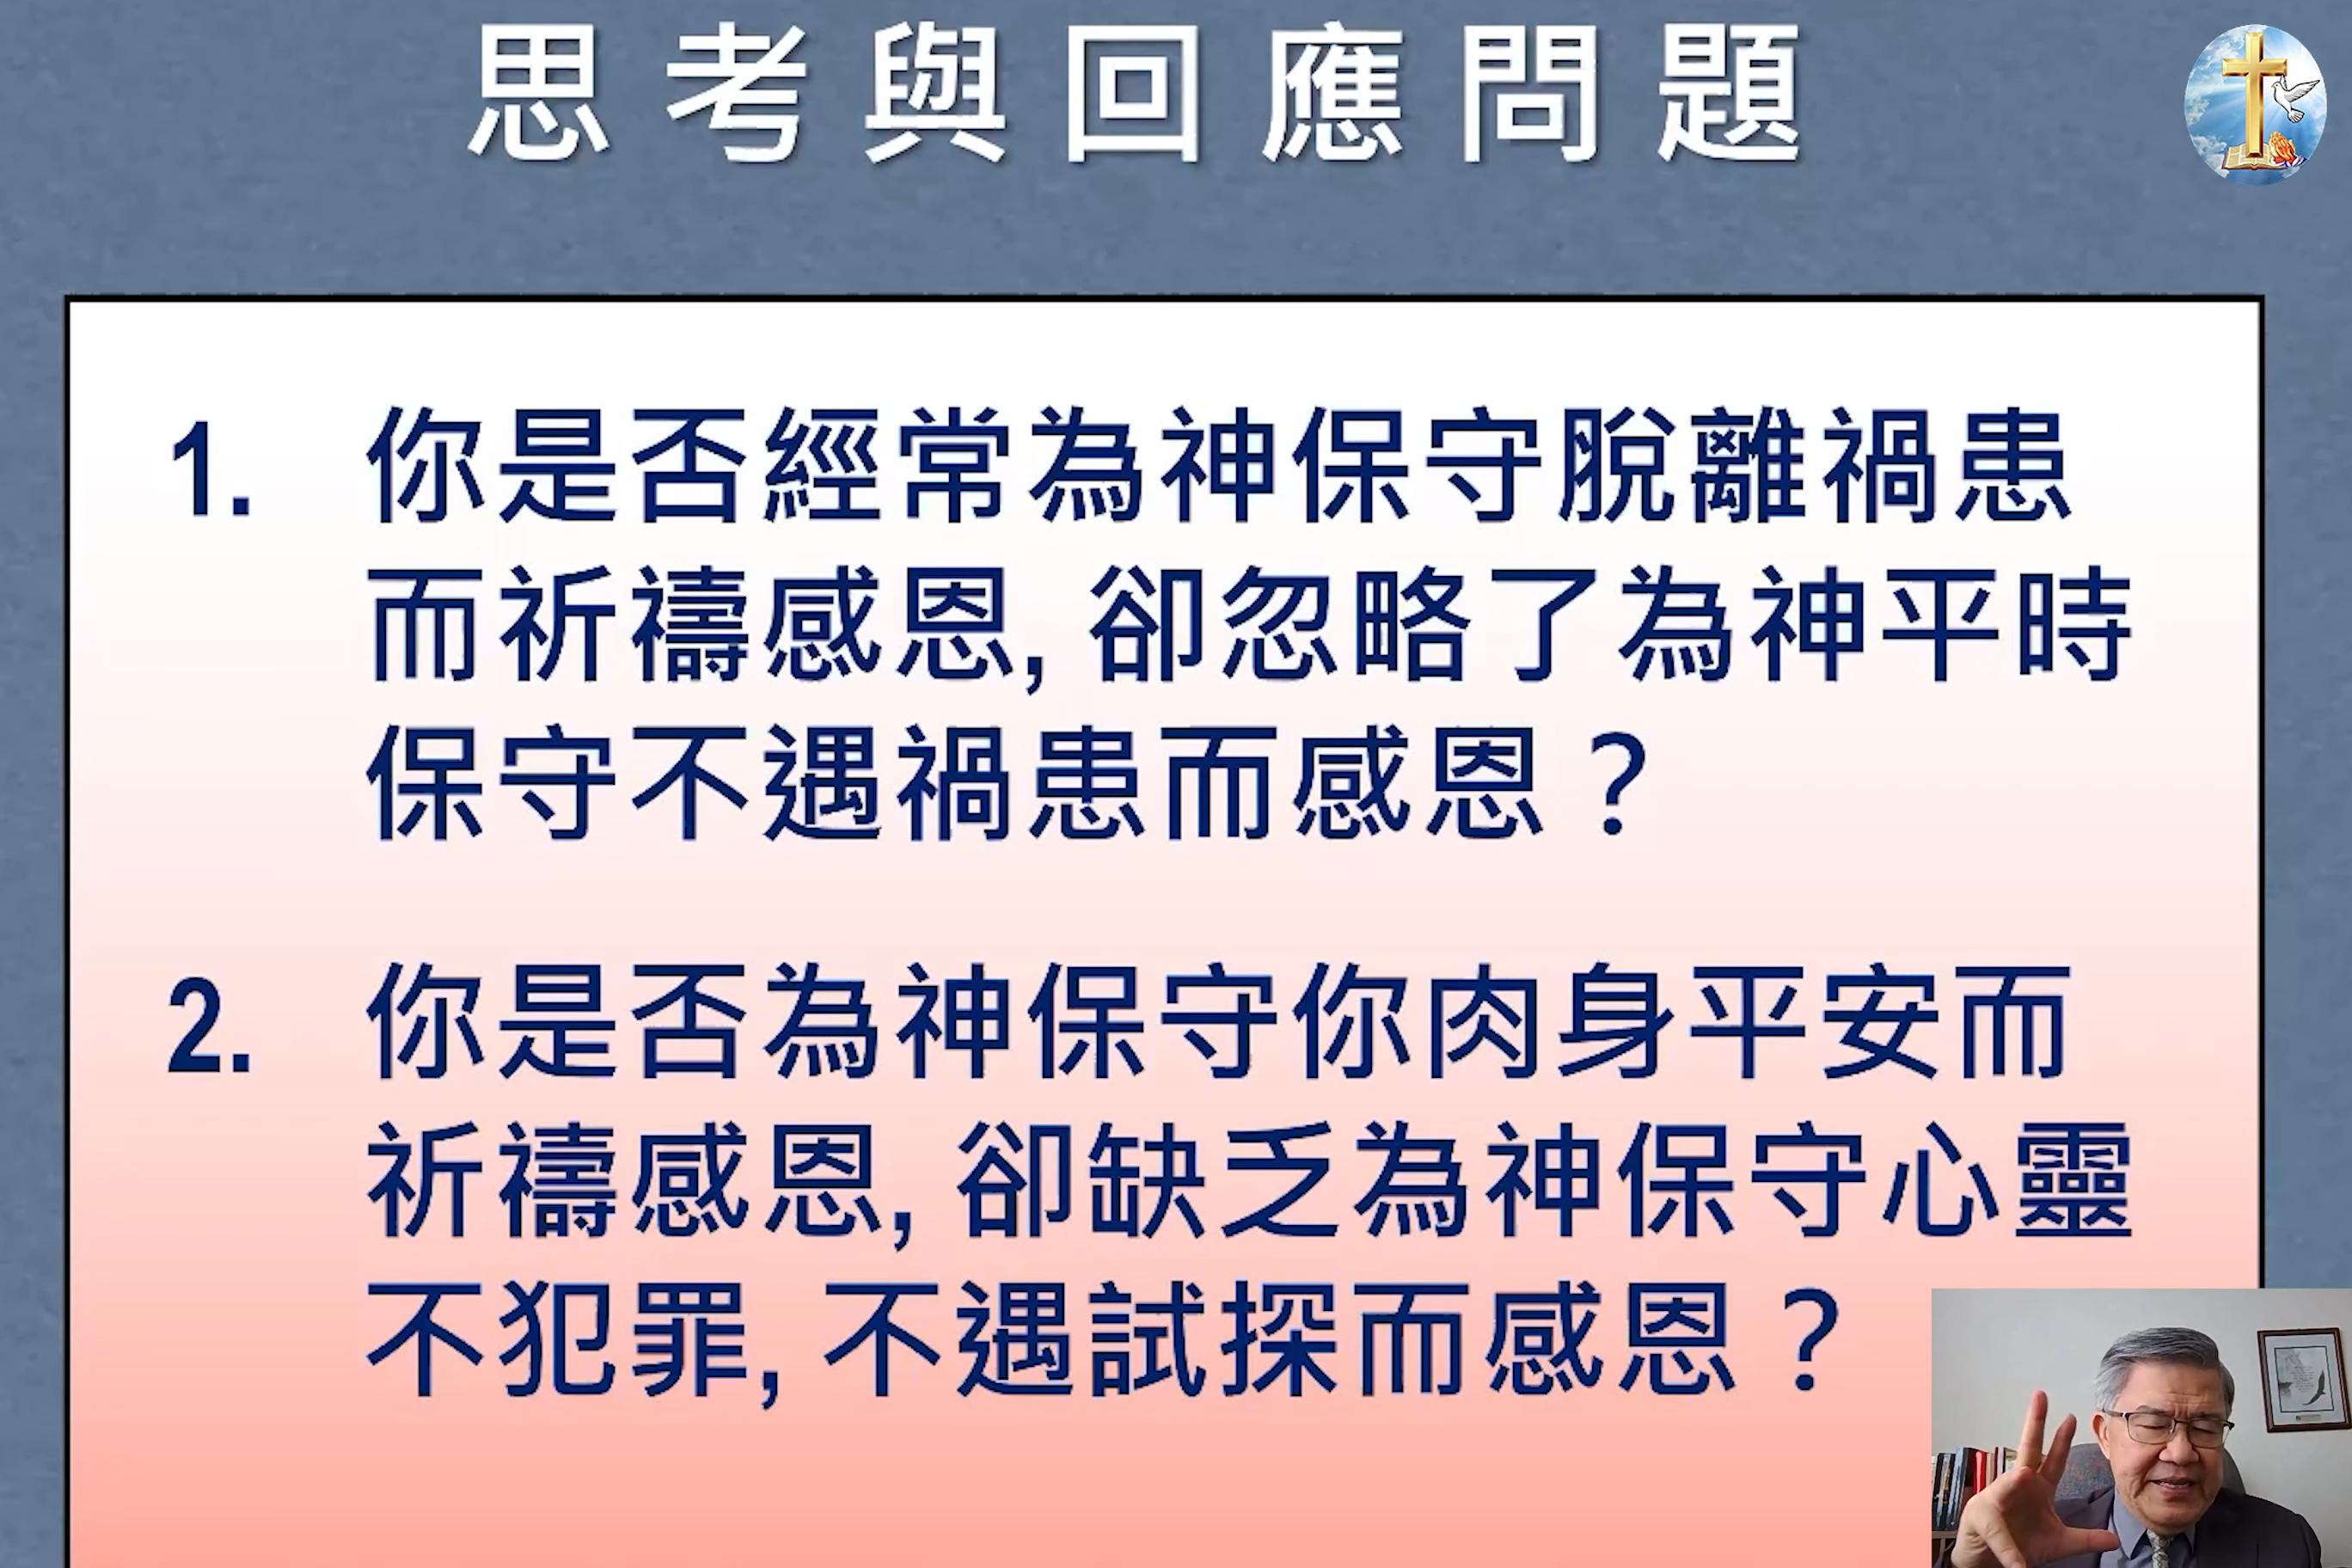 思考與回應問題
1. 你是否經常為神保守脫離禍患
而祈禱感恩, 卻忽略了為神平時
保守不遇禍患而感恩？
2. 你是否為神保守你肉身平安而
祈禱感恩, 卻缺乏為神保守心靈
不犯罪, 不遇試探而感恩？